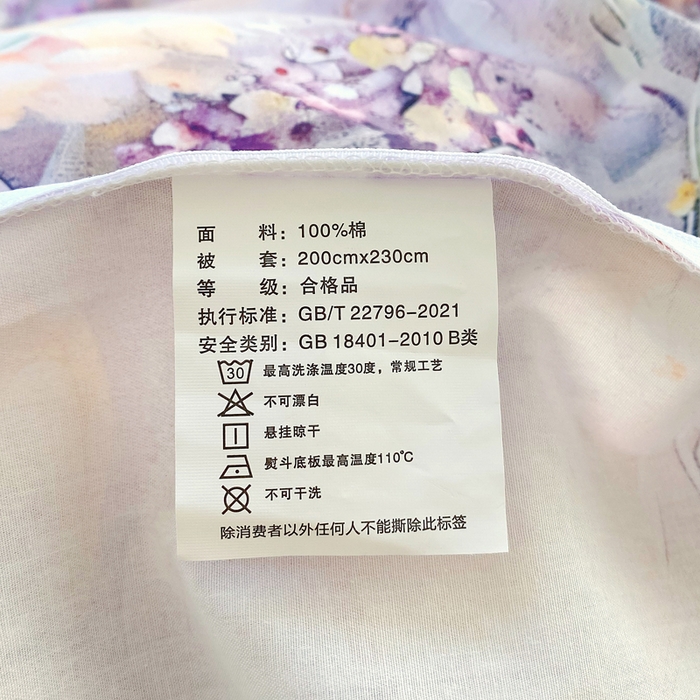 面 料：100%棉
被 套：200cmx230cm
等 级：合格品
执行标准：GB/T 22796-2021
安全类别：GB 18401-2010 B类
30 最高洗涤温度30度，常规工艺
不可漂白
悬挂晾干
熨斗底板最高温度110℃
不可干洗
除消费者以外任何人不能撕除此标签